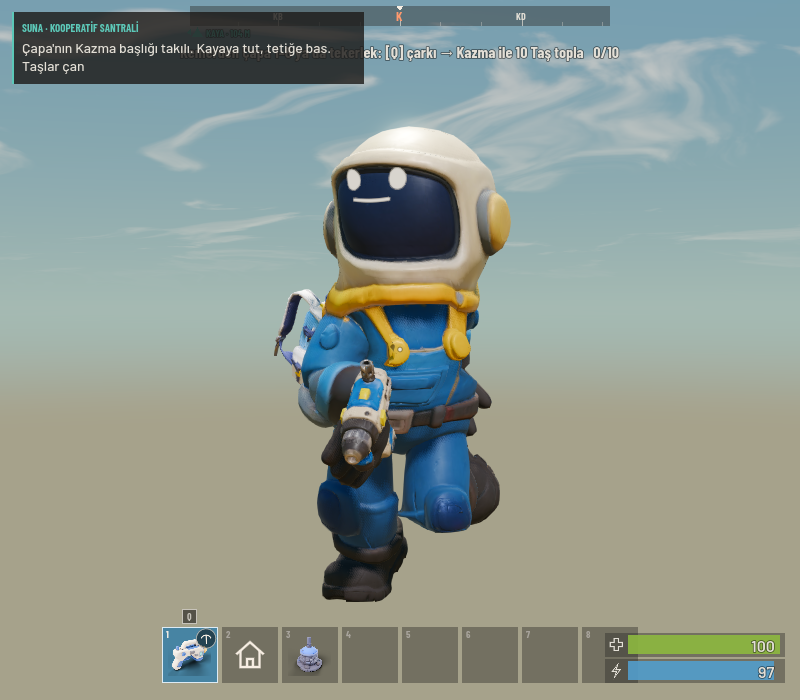 KB
K
KD
SUNA · KOOPERATİF SANTRALİ
Çapa'nın Kazma başlığı takılı. Kayaya tut, tetiğe bas.
Taşlar çan
tekerlek: [Q] çarkı → Kazma ile 10 Taş topla 0/10
Q
1
2
3
4
5
6
7
8
100
97